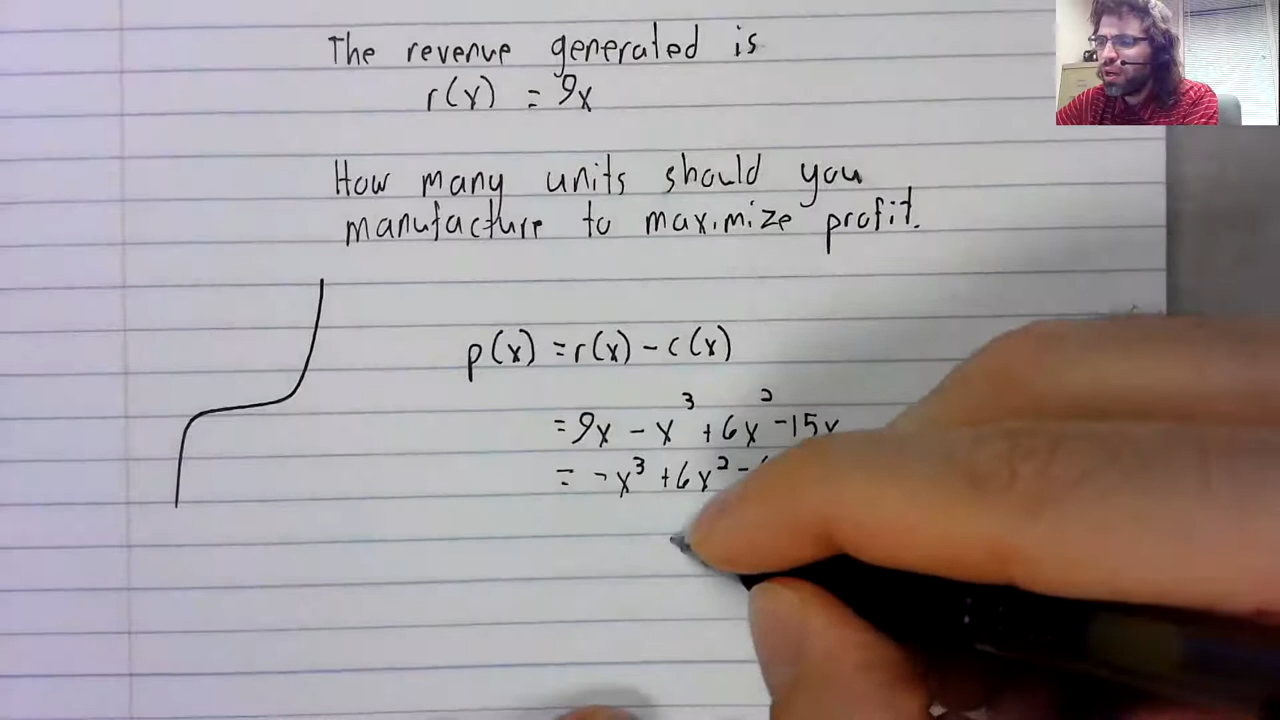 The revenue generated is
r(x) = 9x
How many units should you
manufacture to maximize profit.
p(x) = r(x) - c(x)
= 9x - x³ + 6x² - 15x
= -x³ + 6x² -